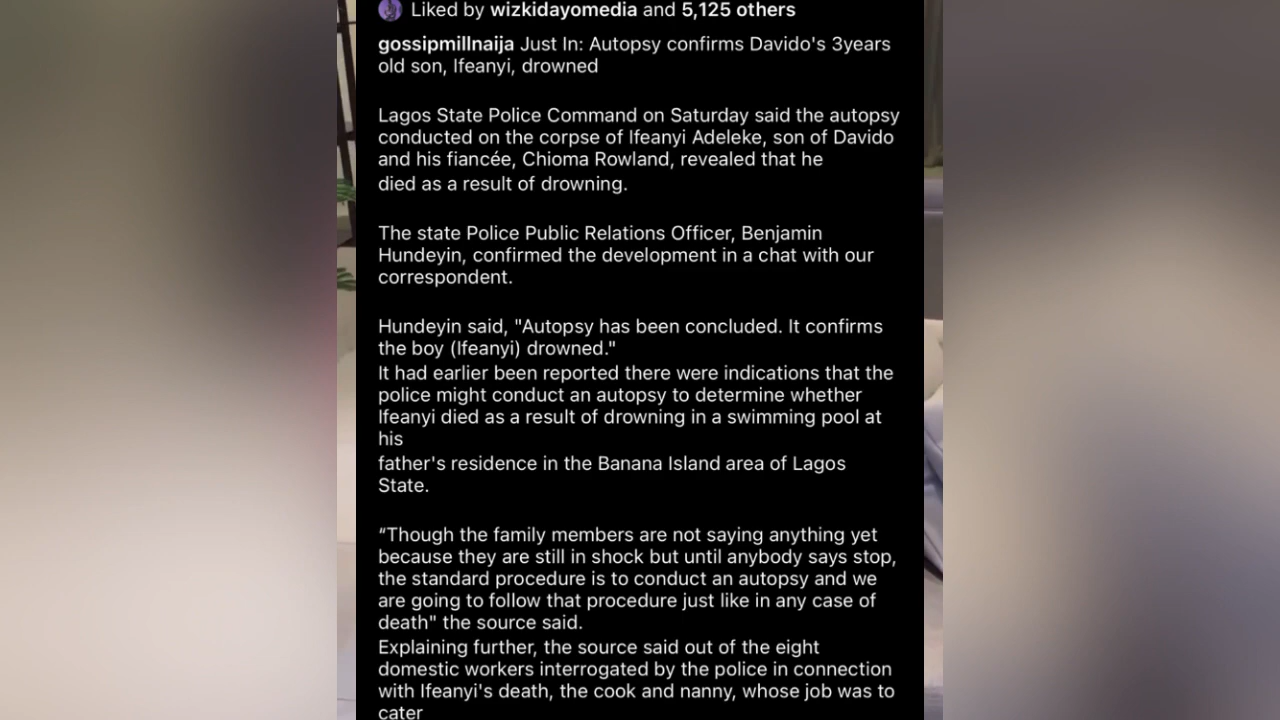 Liked by wizkidayomedia and 5,125 others
gossipmillnaija Just In: Autopsy confirms Davido's 3years
old son, Ifeanyi, drowned
Lagos State Police Command on Saturday said the autopsy
conducted on the corpse of Ifeanyi Adeleke, son of Davido
and his fiancée, Chioma Rowland, revealed that he
died as a result of drowning.
The state Police Public Relations Officer, Benjamin
Hundeyin, confirmed the development in a chat with our
correspondent.
Hundeyin said, "Autopsy has been concluded. It confirms
the boy (Ifeanyi) drowned."
It had earlier been reported there were indications that the
police might conduct an autopsy to determine whether
Ifeanyi died as a result of drowning in a swimming pool at
his
father's residence in the Banana Island area of Lagos
State.
“Though the family members are not saying anything yet
because they are still in shock but until anybody says stop,
the standard procedure is to conduct an autopsy and we
are going to follow that procedure just like in any case of
death" the source said.
Explaining further, the source said out of the eight
domestic workers interrogated by the police in connection
with Ifeanyi's death, the cook and nanny, whose job was to
cater